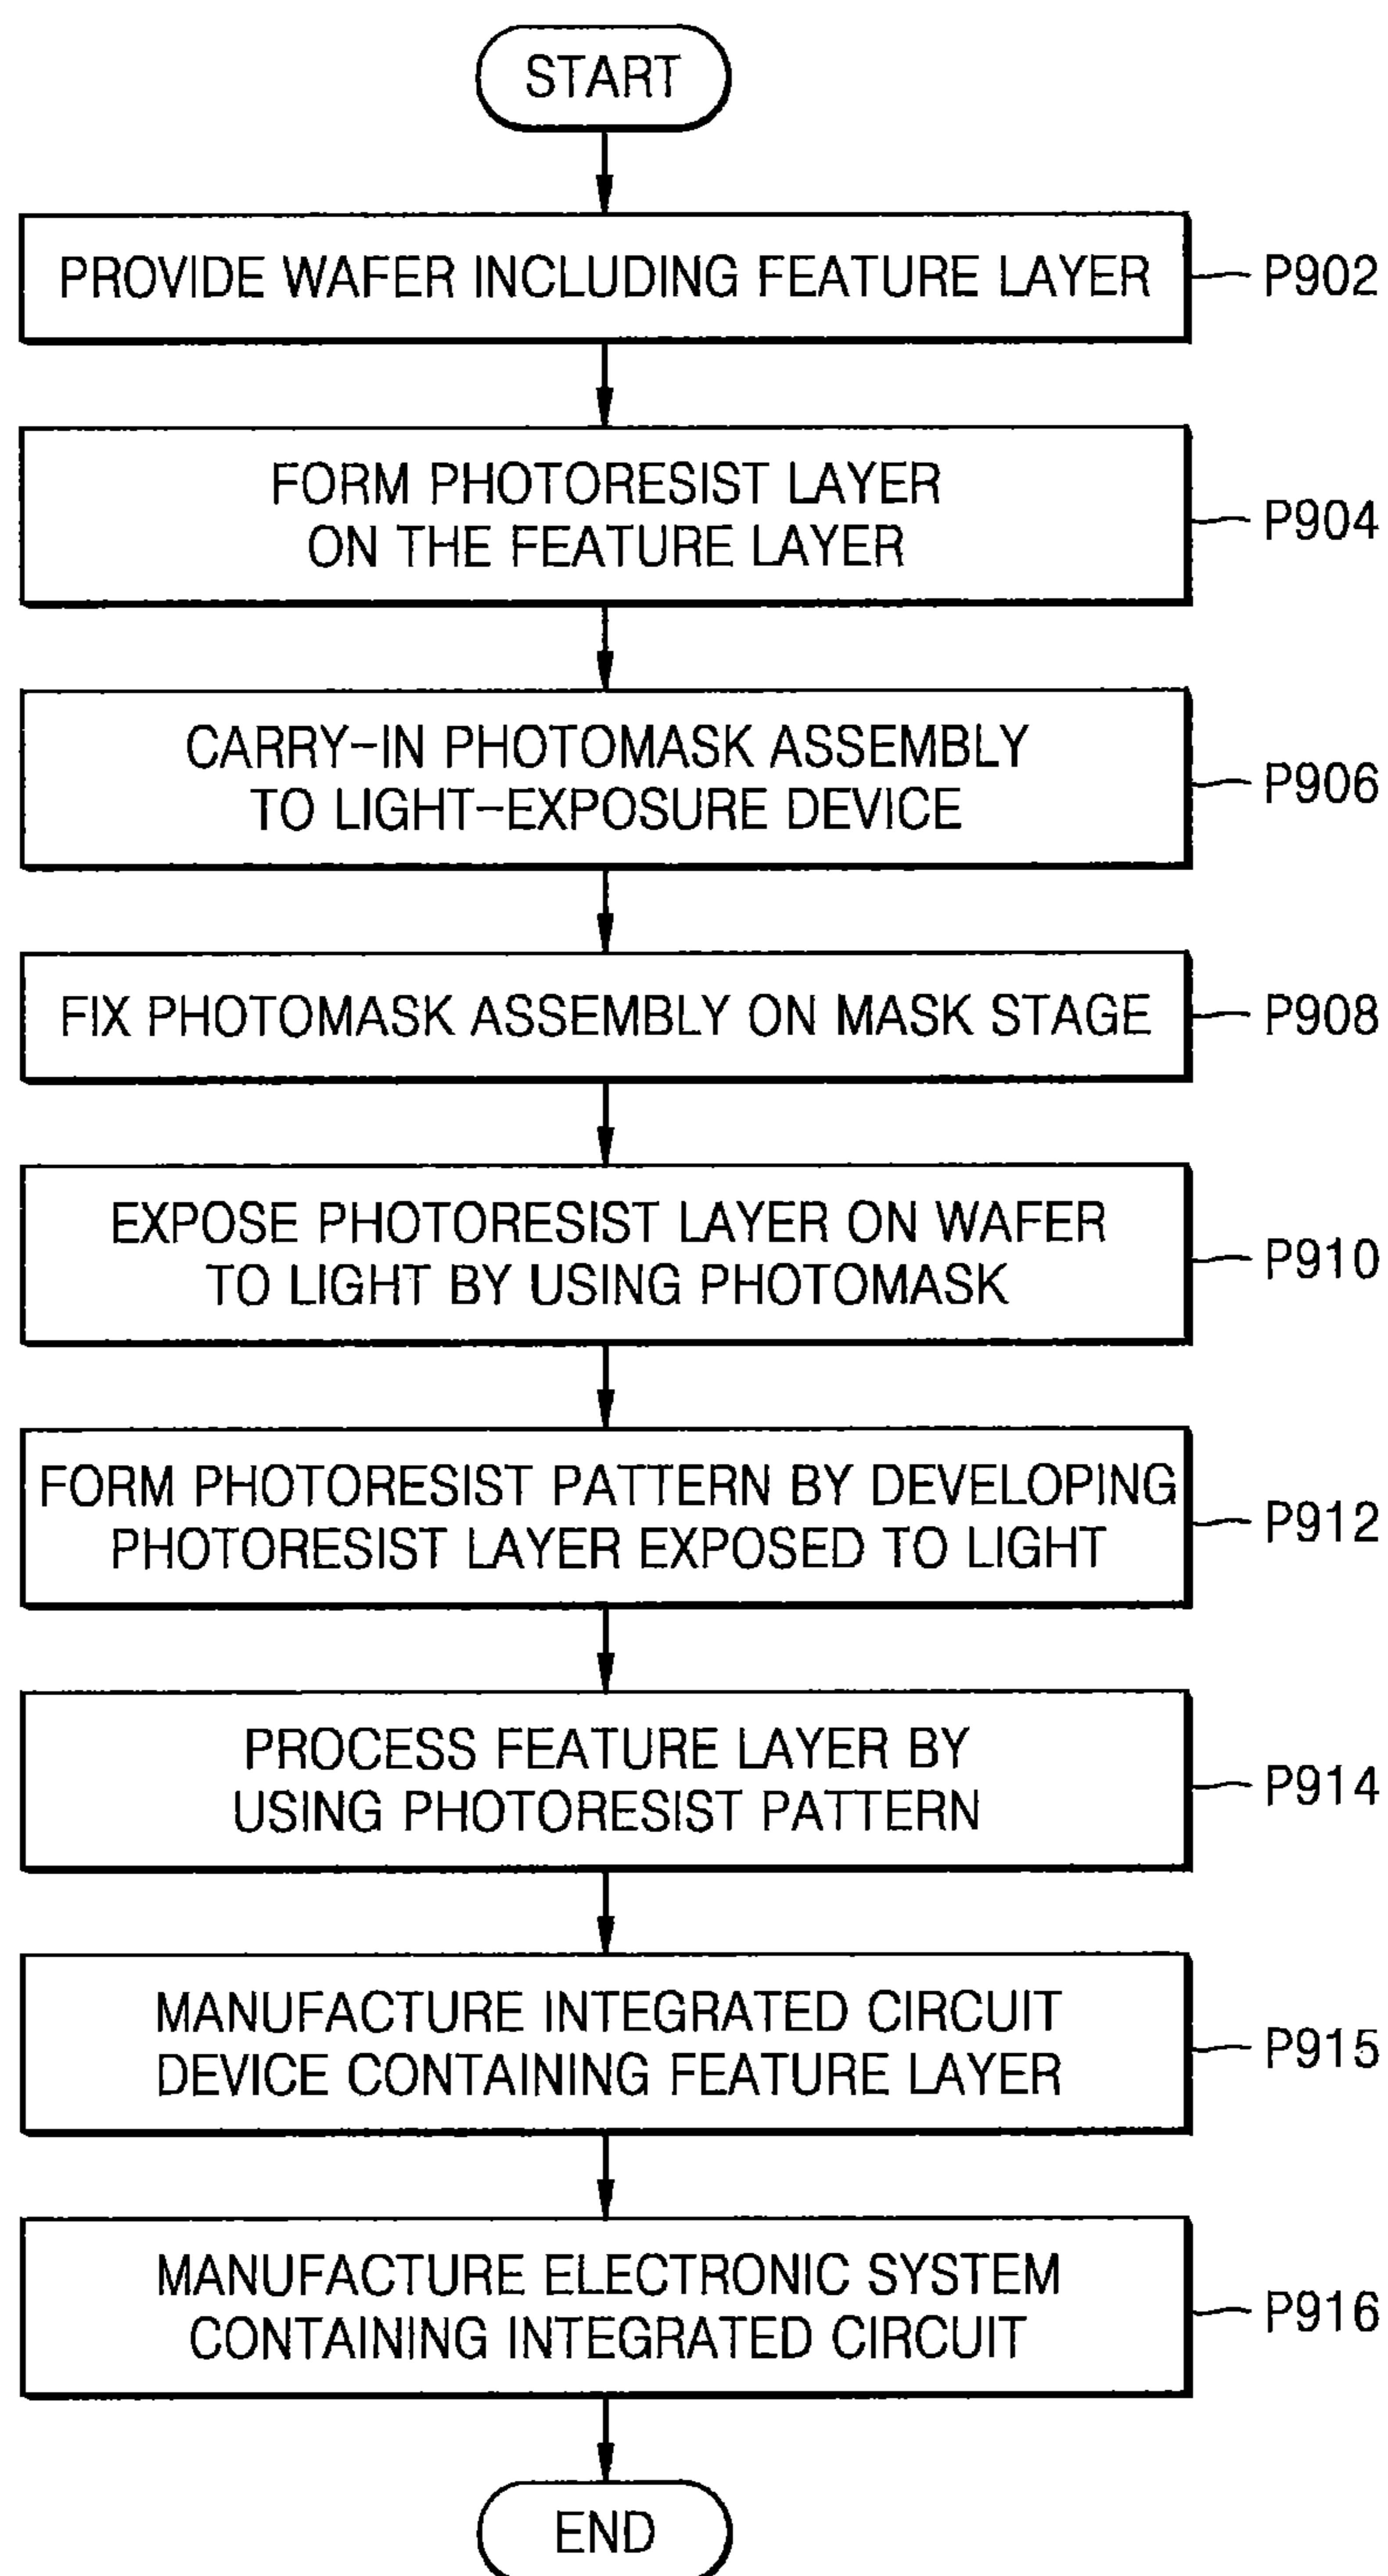 START
PROVIDE WAFER INCLUDING FEATURE LAYER
P902
FORM PHOTORESIST LAYER
ON THE FEATURE LAYER
P904
CARRY-IN PHOTOMASK ASSEMBLY
TO LIGHT-EXPOSURE DEVICE
P906
FIX PHOTOMASK ASSEMBLY ON MASK STAGE
P908
EXPOSE PHOTORESIST LAYER ON WAFER
TO LIGHT BY USING PHOTOMASK
P910
FORM PHOTORESIST PATTERN BY DEVELOPING
PHOTORESIST LAYER EXPOSED TO LIGHT
P912
PROCESS FEATURE LAYER BY
USING PHOTORESIST PATTERN
P914
MANUFACTURE INTEGRATED CIRCUIT
DEVICE CONTAINING FEATURE LAYER
P915
MANUFACTURE ELECTRONIC SYSTEM
CONTAINING INTEGRATED CIRCUIT
P916
END